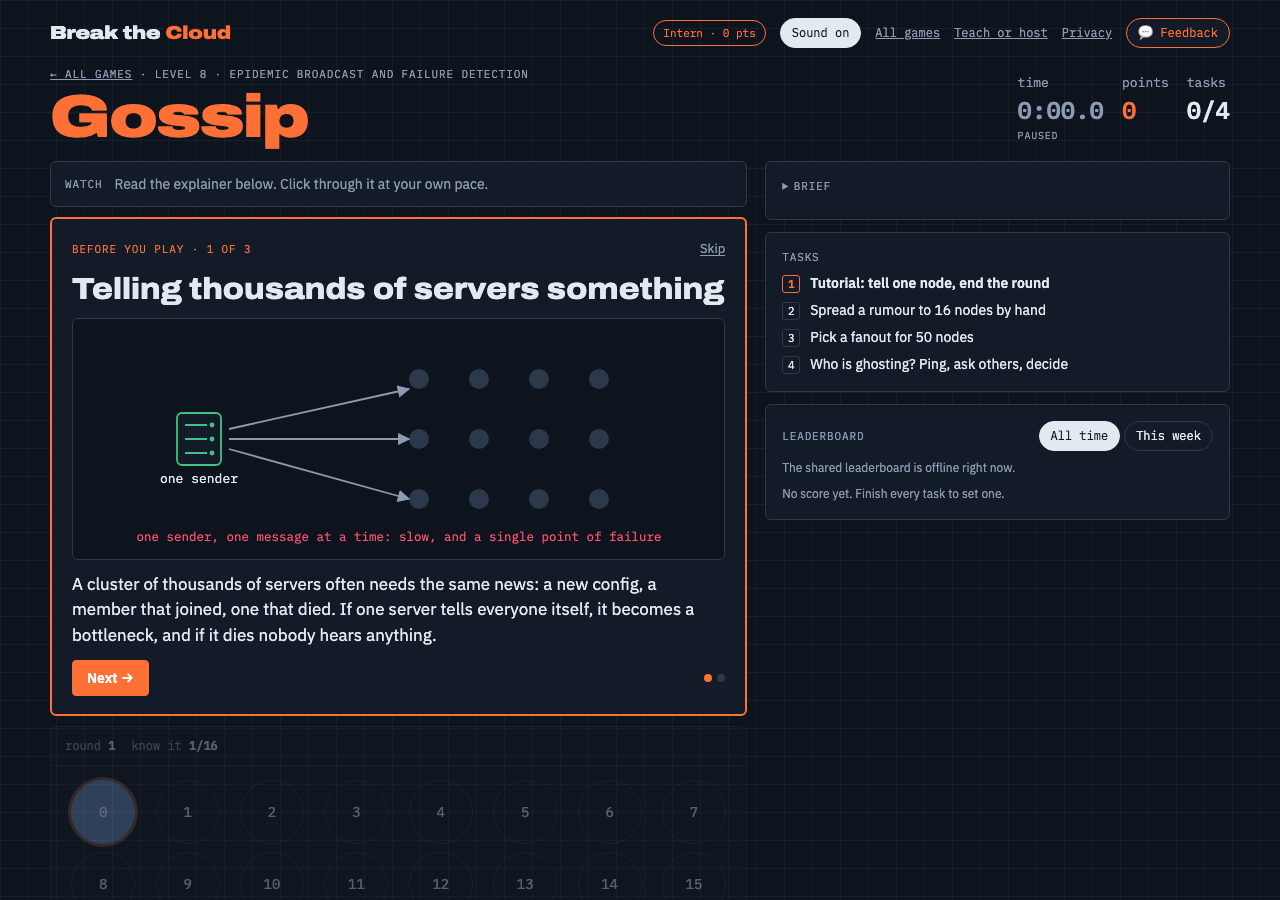 Break the Cloud
Intern · 0 pts
Sound on
All games
Teach or host
Privacy
💬 Feedback
← ALL GAMES · LEVEL 8 · EPIDEMIC BROADCAST AND FAILURE DETECTION
Gossip
time
points
tasks
0:00.0
0
0/4
PAUSED
WATCH Read the explainer below. Click through it at your own pace.
BEFORE YOU PLAY · 1 OF 3
Skip
Telling thousands of servers something
one sender
one sender, one message at a time: slow, and a single point of failure
A cluster of thousands of servers often needs the same news: a new config, a
member that joined, one that died. If one server tells everyone itself, it becomes a
bottleneck, and if it dies nobody hears anything.
Next →
round 1 know it 1/16
0 1 2 3 4 5 6 7
8 9 10 11 12 13 14 15
▶ BRIEF
TASKS
1 Tutorial: tell one node, end the round
2 Spread a rumour to 16 nodes by hand
3 Pick a fanout for 50 nodes
4 Who is ghosting? Ping, ask others, decide
LEADERBOARD
All time
This week
The shared leaderboard is offline right now.
No score yet. Finish every task to set one.